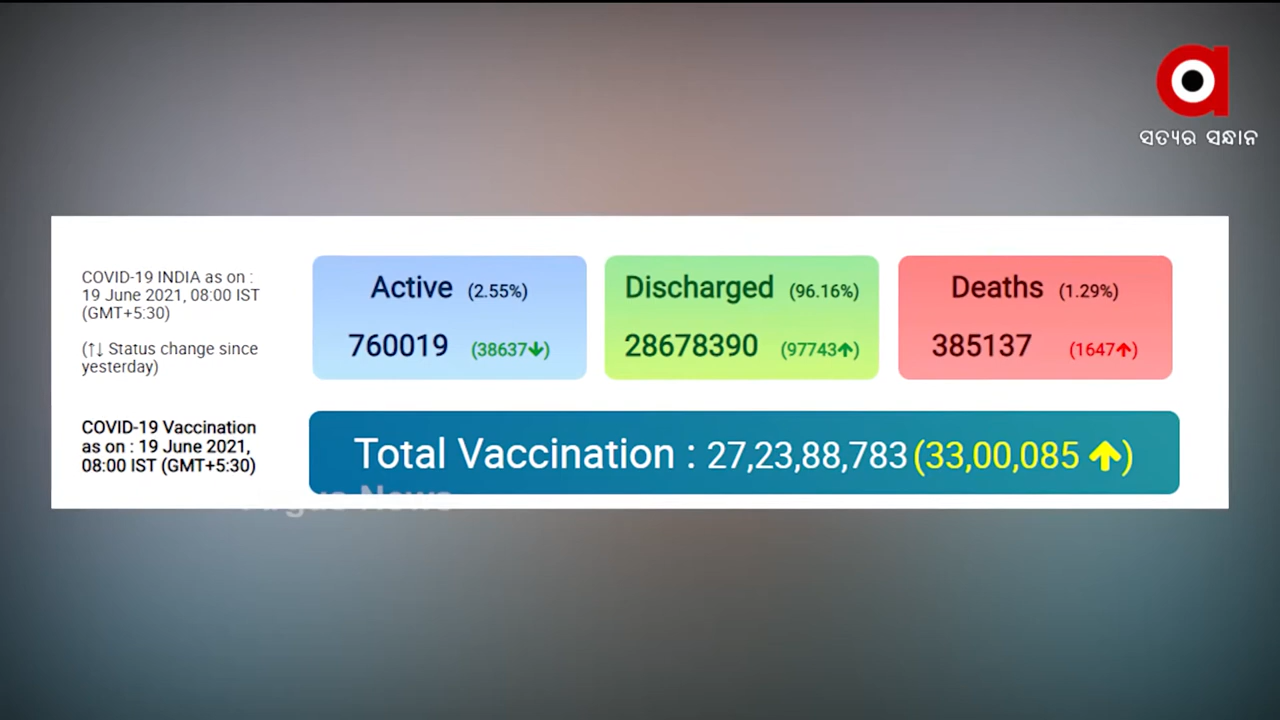 ସତ୍ୟର ସନ୍ଧାନ
COVID-19 INDIA as on :
19 June 2021, 08:00 IST
(GMT+5:30)
(↑↓ Status change since
yesterday)
Active (2.55%)
760019 (38637↓)
Discharged (96.16%)
28678390 (97743↑)
Deaths (1.29%)
385137 (1647↑)
COVID-19 Vaccination
as on : 19 June 2021,
08:00 IST (GMT+5:30)
Total Vaccination : 27,23,88,783 (33,00,085 ↑)
Argus News